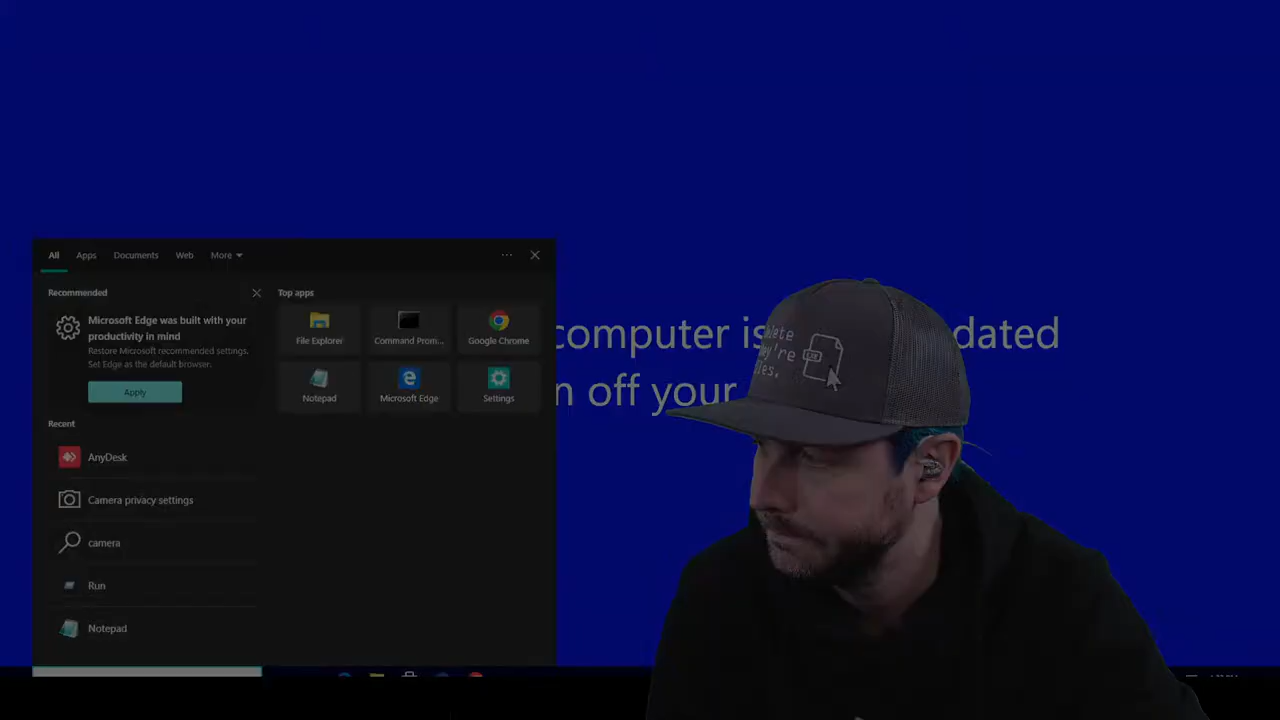 All Apps Documents Web More
Recommended
Microsoft Edge was built with your
productivity in mind
Restore Microsoft recommended settings.
Set Edge as the default browser.
Apply
Top apps
File Explorer Command Prom... Google Chrome
Notepad Microsoft Edge Settings
Recent
AnyDesk
Camera privacy settings
camera
Run
Notepad
computer is dated
off your